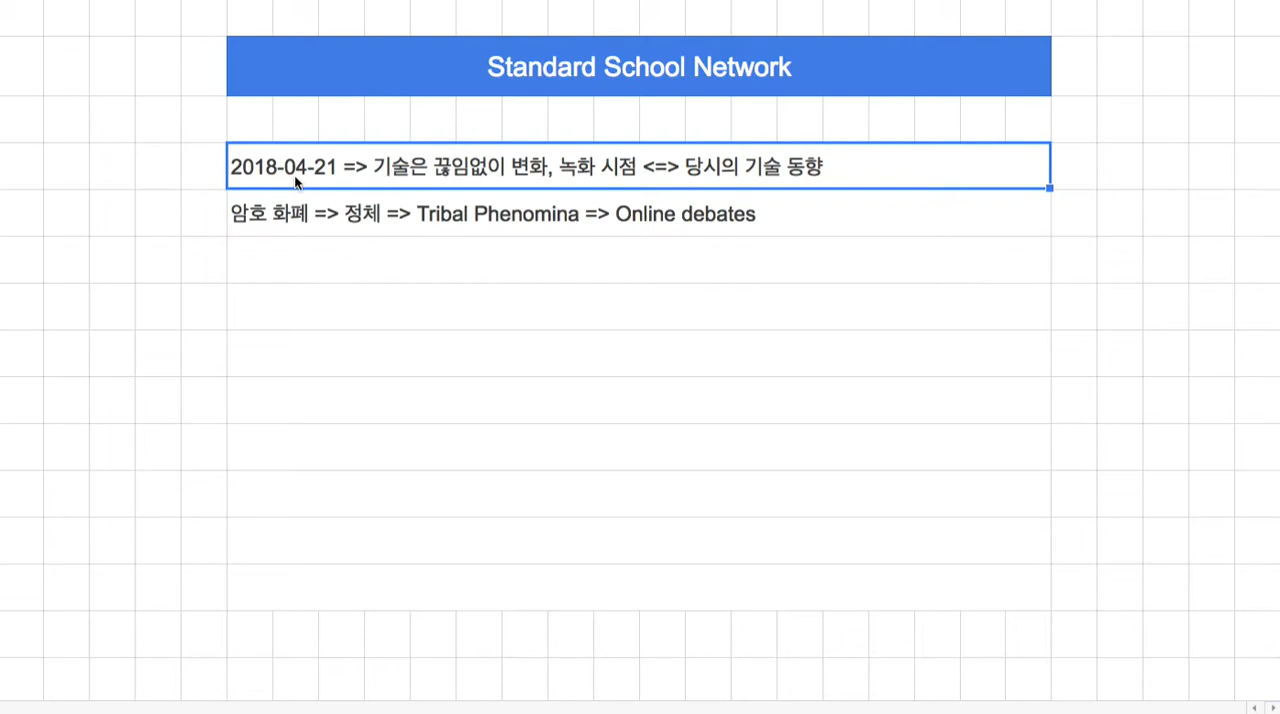 Standard School Network
2018-04-21 => 기술은 끊임없이 변화, 녹화 시점 <=> 당시의 기술 동향
암호 화폐 => 정체 => Tribal Phenomina => Online debates